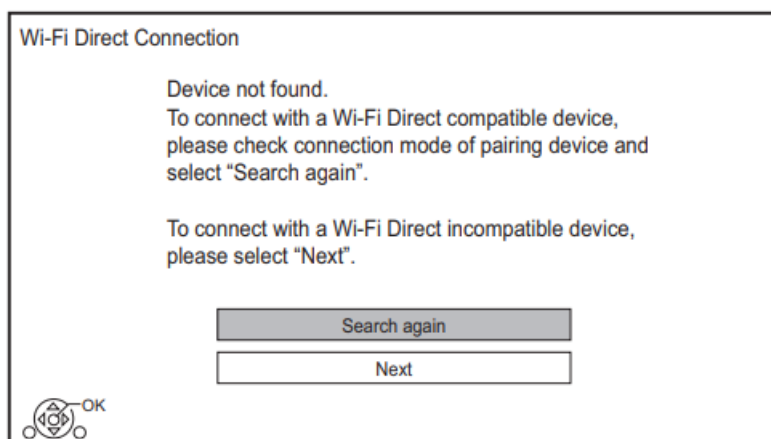 Wi-Fi Direct Connection
Device not found.
To connect with a Wi-Fi Direct compatible device,
please check connection mode of pairing device and
select “Search again”.
To connect with a Wi-Fi Direct incompatible device,
please select “Next”.
Search again
Next
OK